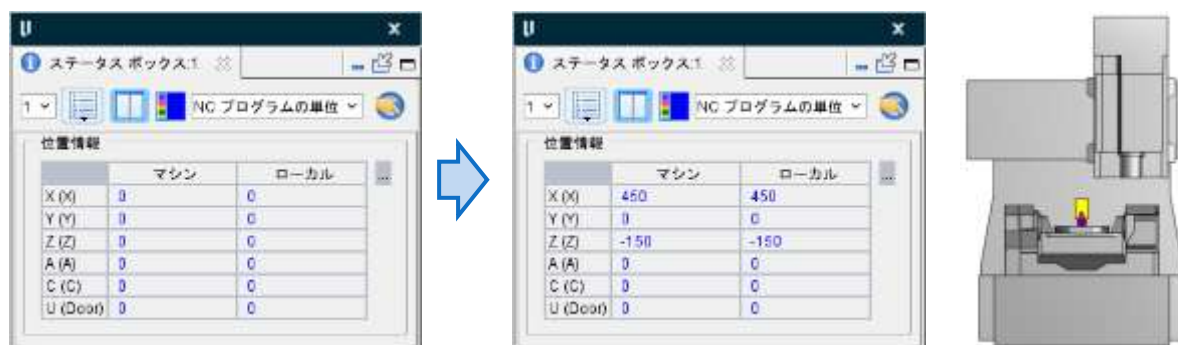 ステータス ボックス:1
1
NC プログラムの単位
位置情報
マシン ローカル ...
X (X) 0 0
Y (Y) 0 0
Z (Z) 0 0
A (A) 0 0
C (C) 0 0
U (Door) 0 0
ステータス ボックス:1
1
NC プログラムの単位
位置情報
マシン ローカル ...
X (X) 450 450
Y (Y) 0 0
Z (Z) -150 -150
A (A) 0 0
C (C) 0 0
U (Door) 0 0